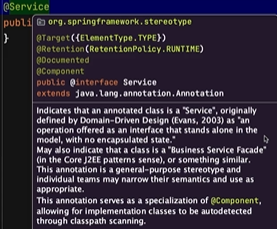 @Service
publi
org.springframework.stereotype
}
@Target({ElementType.TYPE})
@Retention(RetentionPolicy.RUNTIME)
@Documented
@Component
public @interface Service
extends java.lang.annotation.Annotation
Indicates that an annotated class is a "Service", originally
defined by Domain-Driven Design (Evans, 2003) as "an
operation offered as an interface that stands alone in the
model, with no encapsulated state."
May also indicate that a class is a "Business Service Facade"
(in the Core J2EE patterns sense), or something similar.
This annotation is a general-purpose stereotype and
individual teams may narrow their semantics and use as
appropriate.
This annotation serves as a specialization of @Component,
allowing for implementation classes to be autodetected
through classpath scanning.